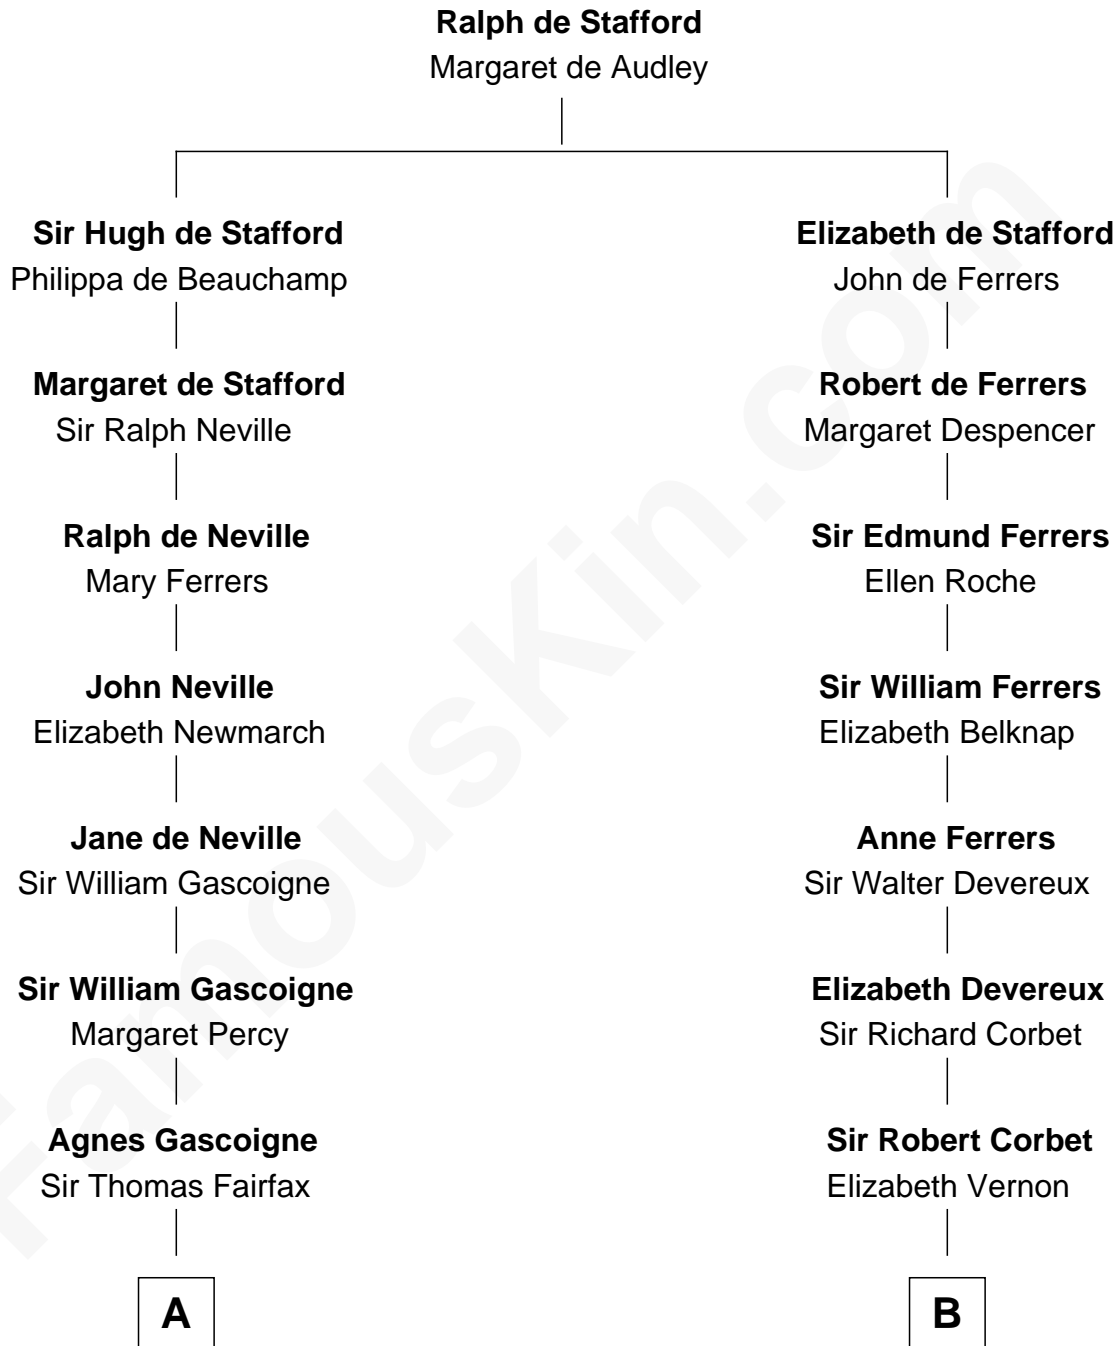 Ralph de Stafford
Margaret de Audley
Sir Hugh de Stafford
Philippa de Beauchamp
Margaret de Stafford
Sir Ralph Neville
Ralph de Neville
Mary Ferrers
John Neville
Elizabeth Newmarch
Jane de Neville
Sir William Gascoigne
Sir William Gascoigne
Margaret Percy
Agnes Gascoigne
Sir Thomas Fairfax
A
Elizabeth de Stafford
John de Ferrers
Robert de Ferrers
Margaret Despencer
Sir Edmund Ferrers
Ellen Roche
Sir William Ferrers
Elizabeth Belknap
Anne Ferrers
Sir Walter Devereux
Elizabeth Devereux
Sir Richard Corbet
Sir Robert Corbet
Elizabeth Vernon
B
FamousKin.com